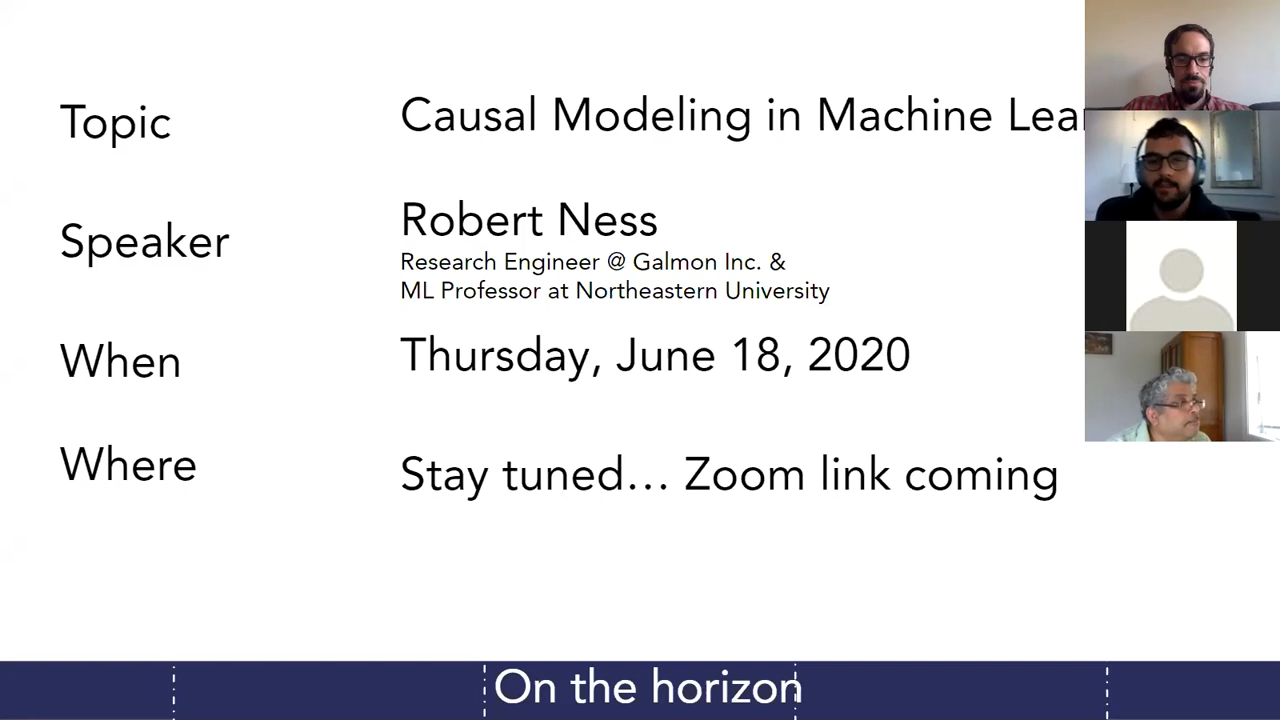 Topic
Causal Modeling in Machine Lear
Speaker
Robert Ness
Research Engineer @ Galmon Inc. &
ML Professor at Northeastern University
When
Thursday, June 18, 2020
Where
Stay tuned… Zoom link coming
On the horizon